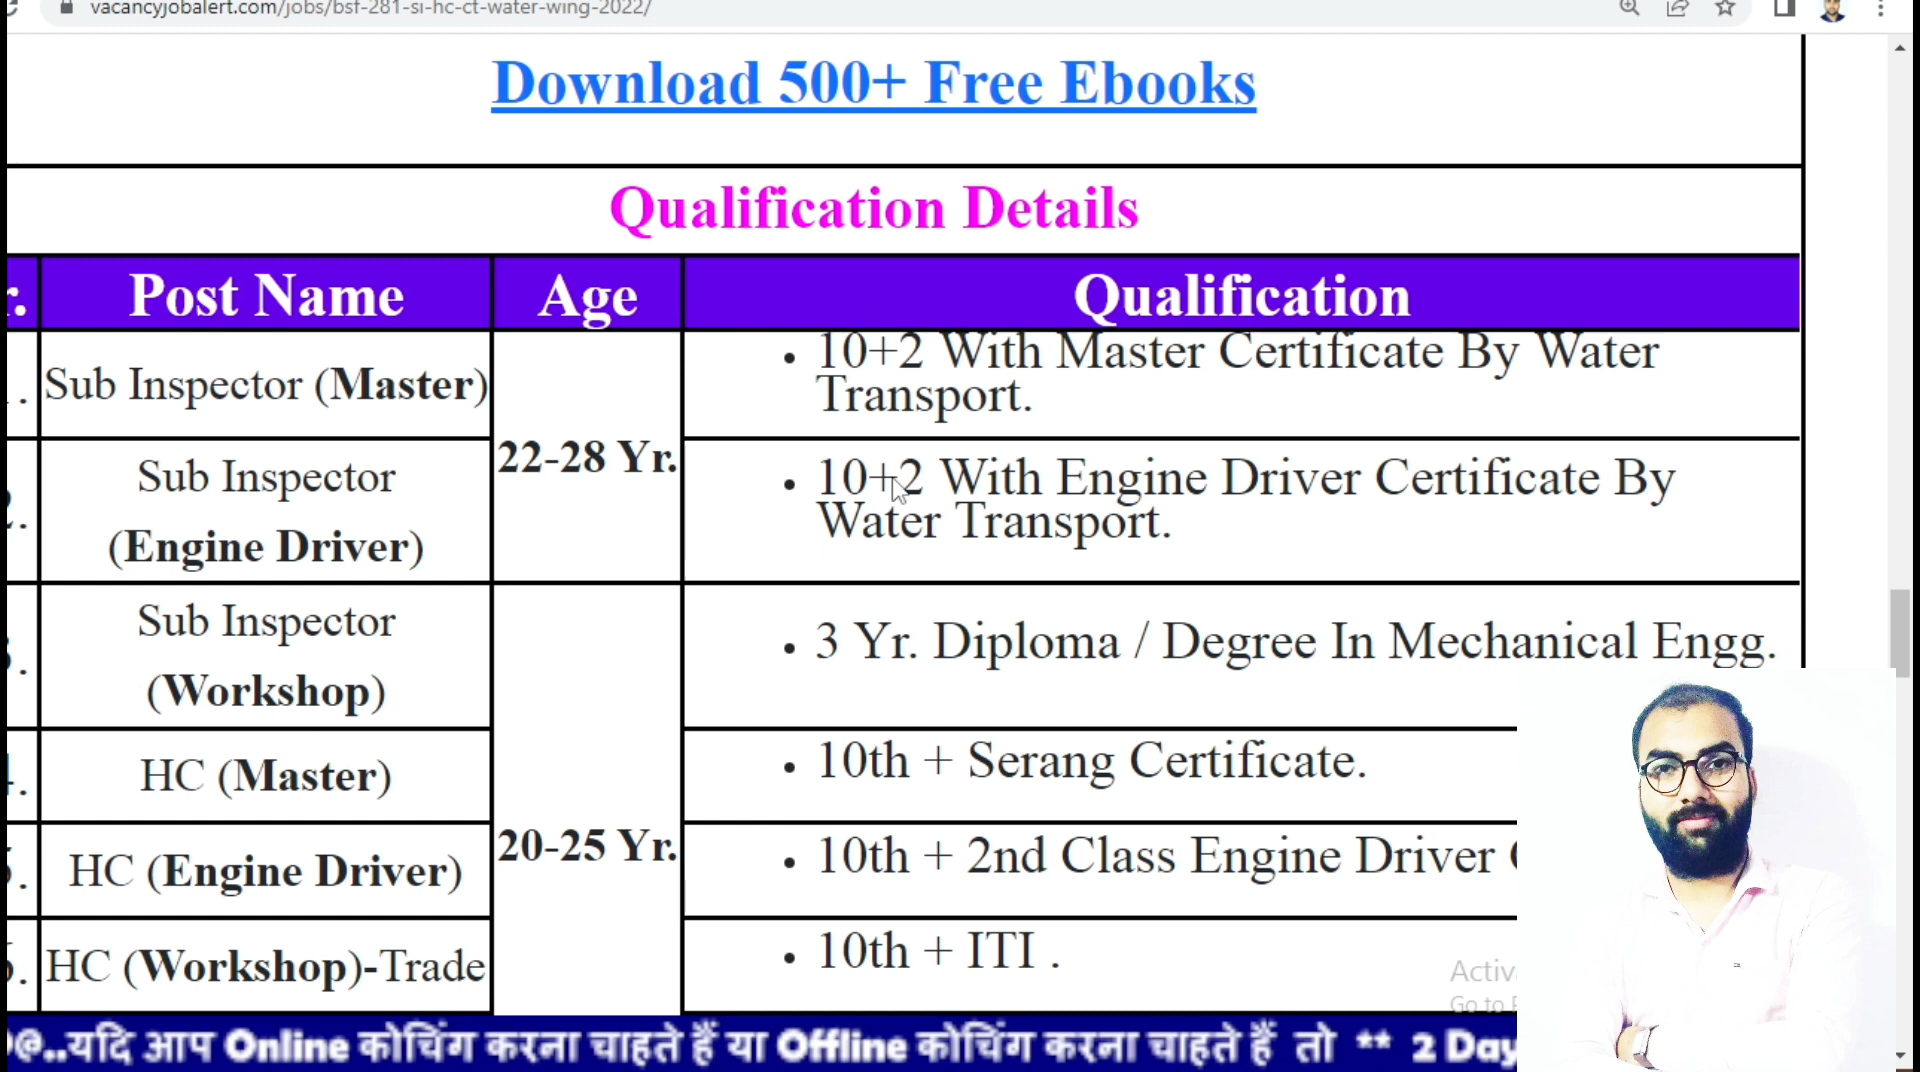 vacancyjobalert.com/jobs/bsf-281-si-hc-ct-water-wing-2022/
Download 500+ Free Ebooks
Qualification Details
Post Name Age Qualification
Sub Inspector (Master)
22-28 Yr.
• 10+2 With Master Certificate By Water
Transport.
2. Sub Inspector
(Engine Driver)
• 10+2 With Engine Driver Certificate By
Water Transport.
Sub Inspector
(Workshop)
20-25 Yr.
• 3 Yr. Diploma / Degree In Mechanical Engg.
HC (Master)
• 10th + Serang Certificate.
HC (Engine Driver)
• 10th + 2nd Class Engine Driver
HC (Workshop)-Trade
• 10th + ITI .
Go to
@..यदि आप Online कोचिंग करना चाहते हैं या Offline कोचिंग करना चाहते हैं तो ** 2 Day